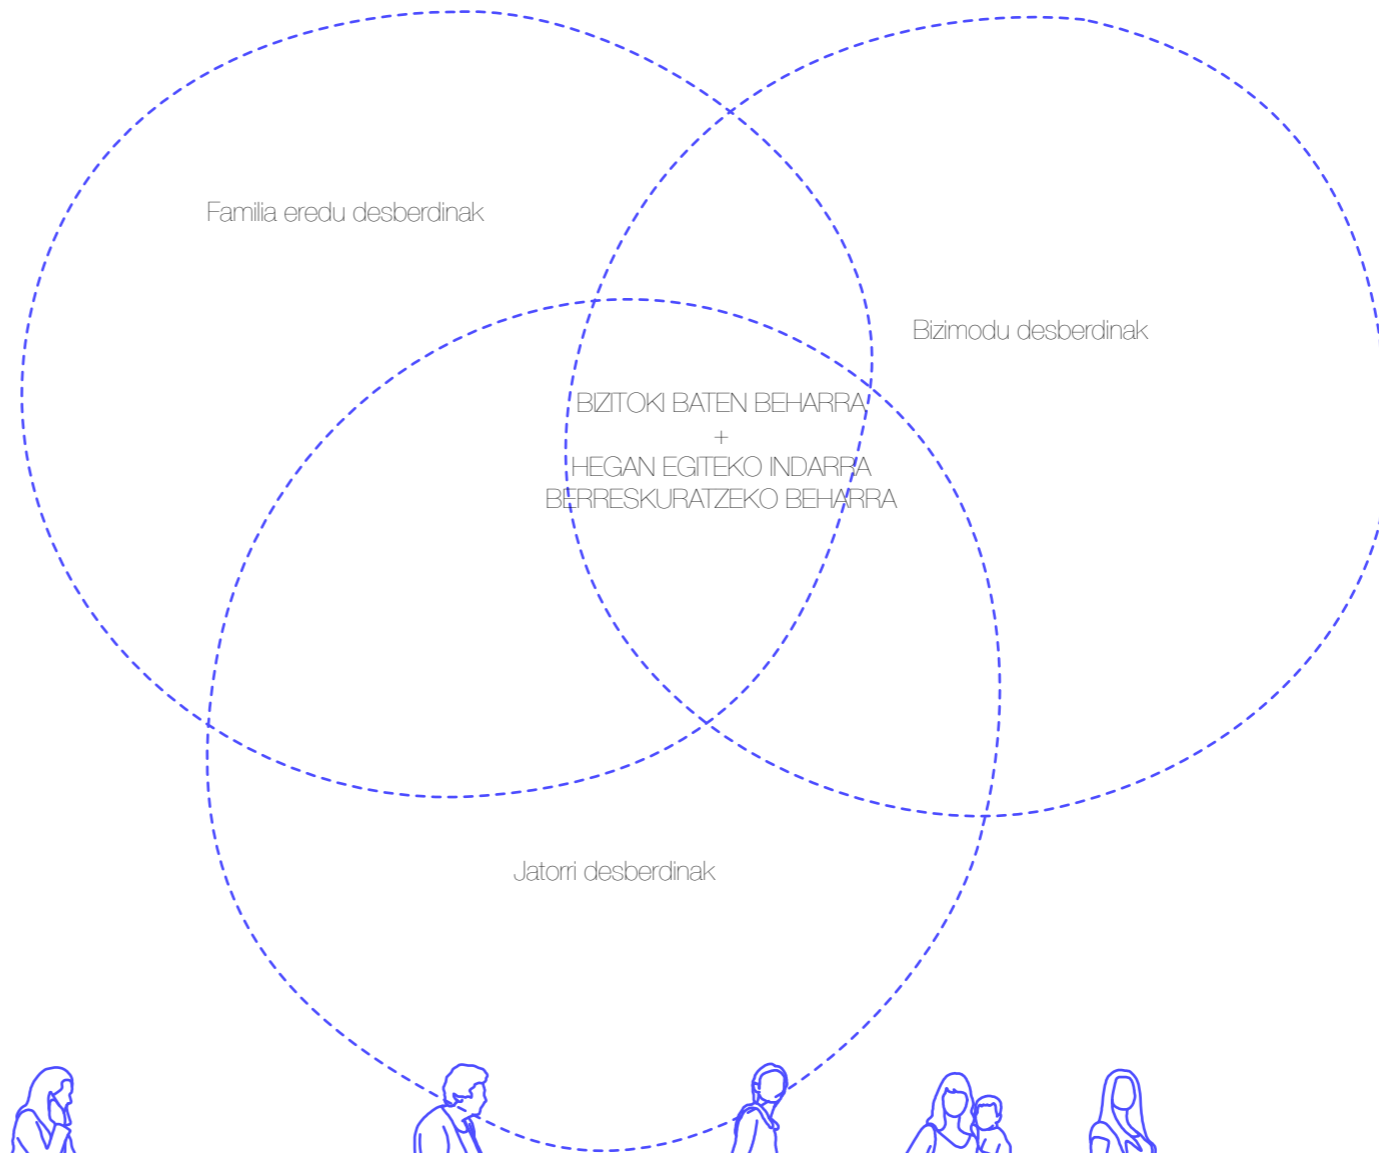 Familia eredu desberdinak
Bizimodu desberdinak
BIZITOKI BATEN BEHARRA
+
HEGAN EGITEKO INDARRA
BERRESKURATZEKO BEHARRA
Jatorri desberdinak